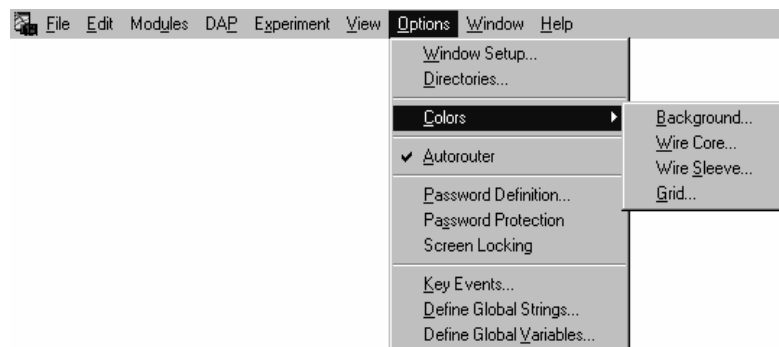 File Edit Modules DAP Experiment View Options Window Help
Window Setup...
Directories...
Colors
Background...
Wire Core...
Wire Sleeve...
Grid...
Autorouter
Password Definition...
Password Protection
Screen Locking
Key Events...
Define Global Strings...
Define Global Variables...